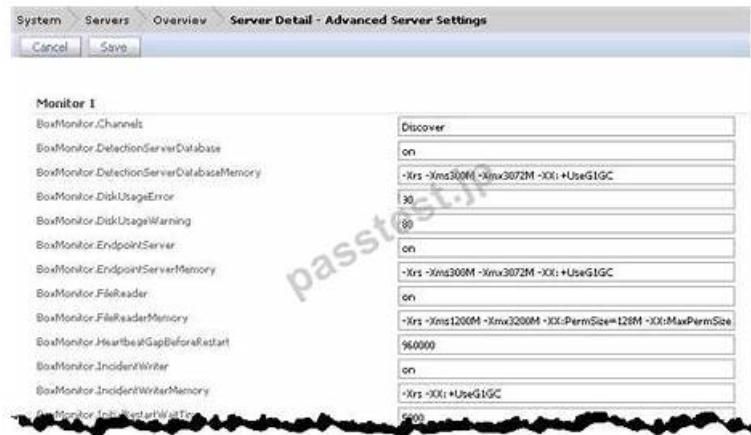 System Servers Overview Server Detail - Advanced Server Settings
Cancel Save
Monitor 1
BoxMonitor.Channels Discover
BoxMonitor.DetectionServerDatabase on
BoxMonitor.DetectionServerDatabaseMemory -Xrs -Xms300M -Xmx3072M -XX: +UseG1GC
BoxMonitor.DiskUsageError 30
BoxMonitor.DiskUsageWarning 80
BoxMonitor.EndpointServer on
BoxMonitor.EndpointServerMemory -Xrs -Xms300M -Xmx3072M -XX: +UseG1GC
BoxMonitor.FileReader on
BoxMonitor.FileReaderMemory -Xrs -Xms1200M -Xmx3200M -XX:PermSize=128M -XX:MaxPermSize
BoxMonitor.HeartbeatGapBeforeRestart 960000
BoxMonitor.IncidentWriter on
BoxMonitor.IncidentWriterMemory -Xrs -XX: +UseG1GC
5000
passtest.jp